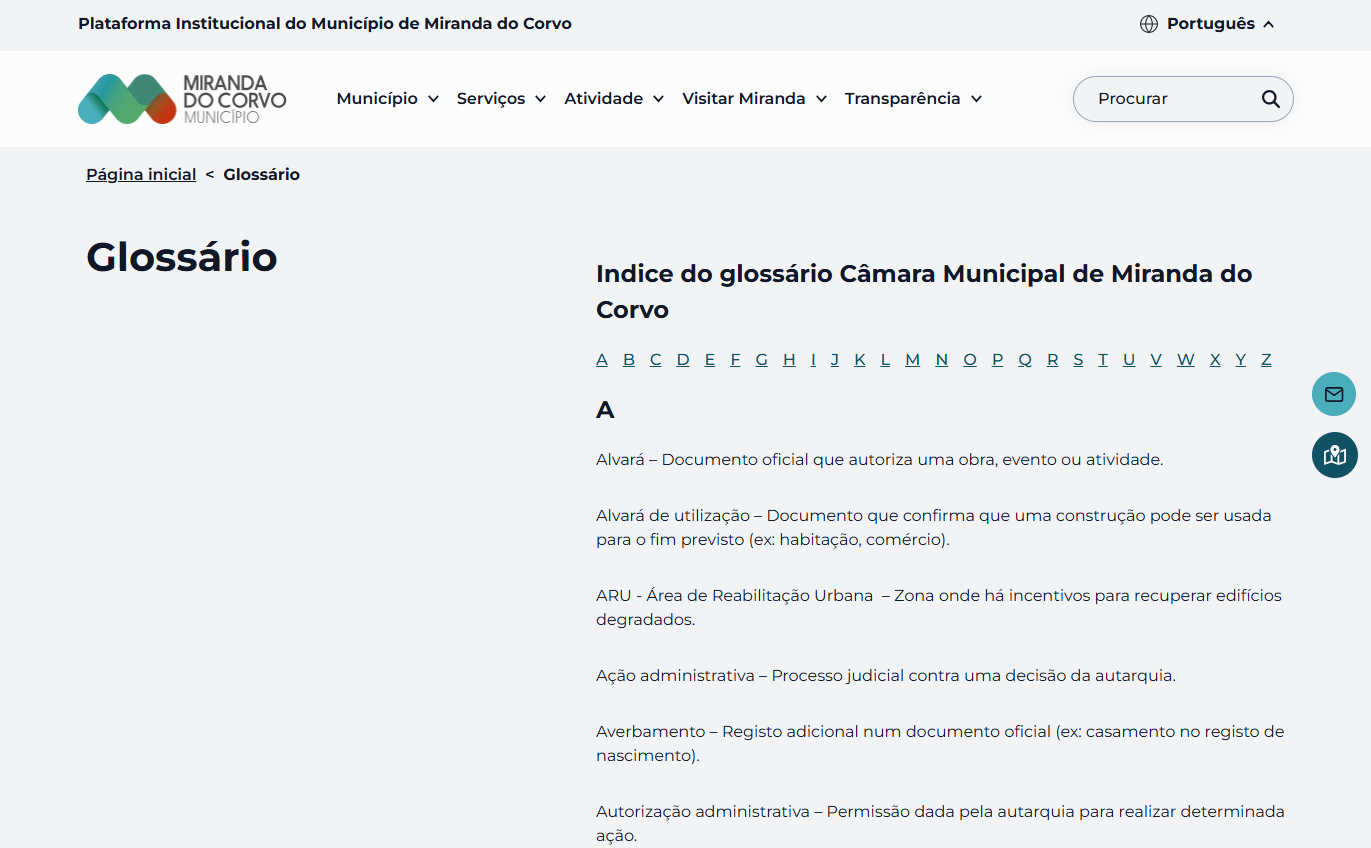 Plataforma Institucional do Município de Miranda do Corvo
Português
MIRANDA
DO CORVO
MUNICÍPIO
Município
Serviços
Atividade
Visitar Miranda
Transparência
Procurar
Página inicial < Glossário
Glossário
Indice do glossário Câmara Municipal de Miranda do
Corvo
A B C D E F G H I J K L M N O P Q R S T U V W X Y Z
A
Alvará – Documento oficial que autoriza uma obra, evento ou atividade.
Alvará de utilização – Documento que confirma que uma construção pode ser usada
para o fim previsto (ex: habitação, comércio).
ARU - Área de Reabilitação Urbana  – Zona onde há incentivos para recuperar edifícios
degradados.
Ação administrativa – Processo judicial contra uma decisão da autarquia.
Averbamento – Registo adicional num documento oficial (ex: casamento no registo de
nascimento).
Autorização administrativa – Permissão dada pela autarquia para realizar determinada
ação.